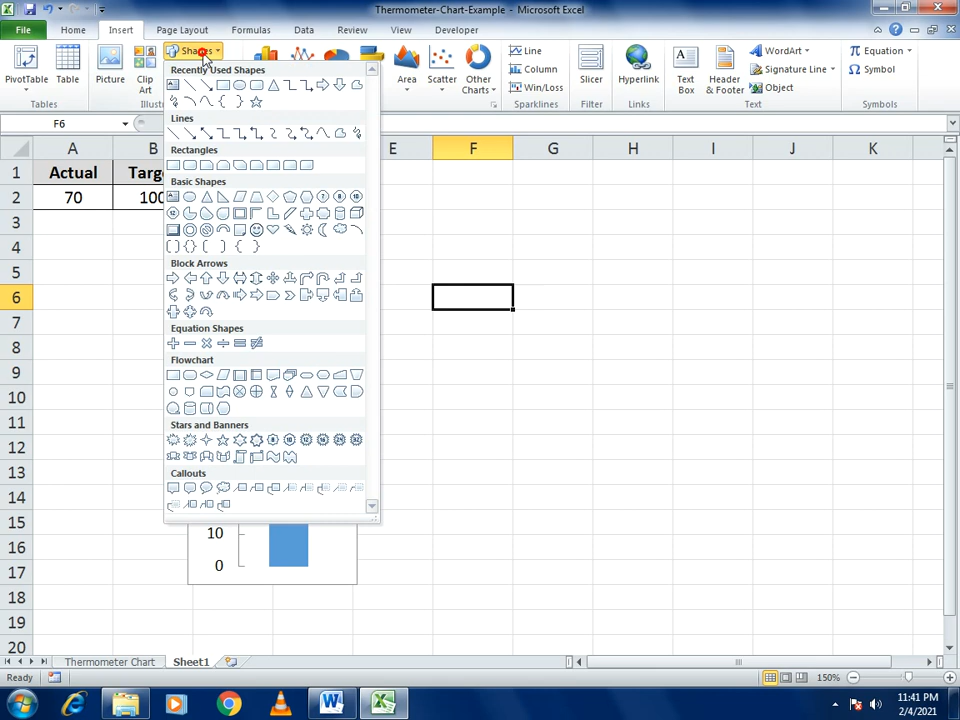 Thermometer-Chart-Example - Microsoft Excel
File Home Insert Page Layout Formulas Data Review View Developer
PivotTable Table Picture Clip Art Shapes Area Scatter Other Charts Line Column Win/Loss Slicer Hyperlink Text Box Header & Footer WordArt Signature Line Object Equation Symbol
Tables Illust Sparklines Filter Links Text Symbols
F6
Recently Used Shapes
Lines
Rectangles
Basic Shapes
Block Arrows
Equation Shapes
Flowchart
Stars and Banners
Callouts
A B E F G H I J K
1 Actual Targ
2 70 100
3
4
5
6
7
8
9
10
11
12
13
14
15
16
17
18
19
20
10
0
Thermometer Chart Sheet1
Ready 150%
11:41 PM
2/4/2021